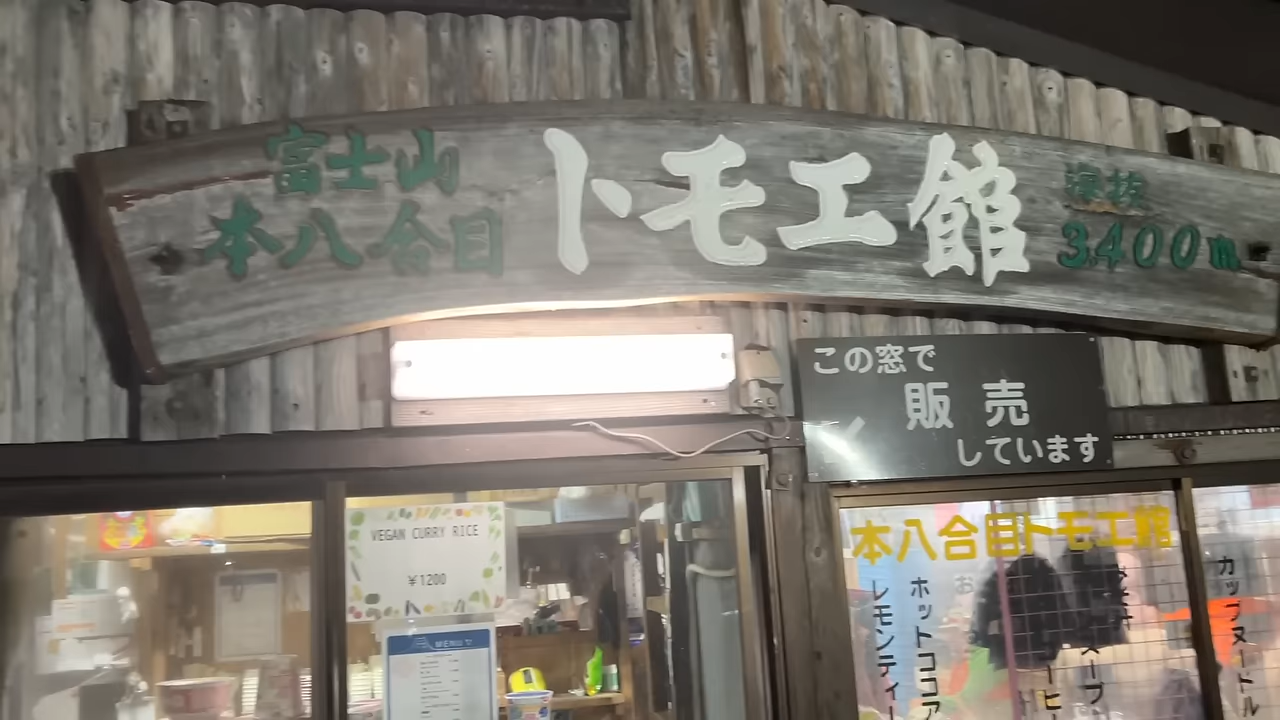 富士山
本八合目
トモエ館
海抜
3.400m
この窓で
販売
しています
VEGAN CURRY RICE
¥1200
MENU
本八合目トモエ館
カップヌードル
ホットココア
レモンティー